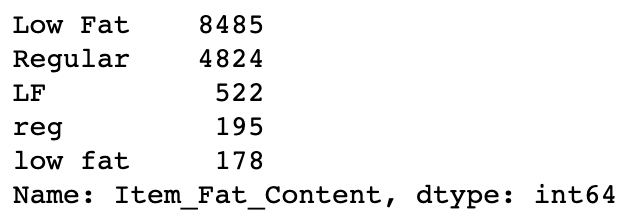 Low Fat    8485
Regular    4824
LF          522
reg         195
low fat     178
Name: Item_Fat_Content, dtype: int64